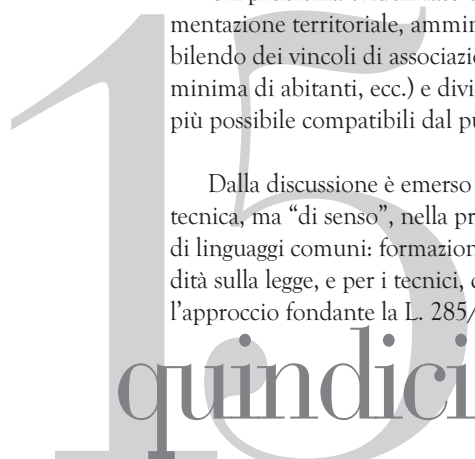 mentazione territoriale, ammin
bilendo dei vincoli di associazio
minima di abitanti, ecc.) e divi
più possibile compatibili dal pu
Dalla discussione è emerso
tecnica, ma “di senso”, nella pr
di linguaggi comuni: formazion
dità sulla legge, e per i tecnici, c
l’approccio fondante la L. 285/
15
quindici